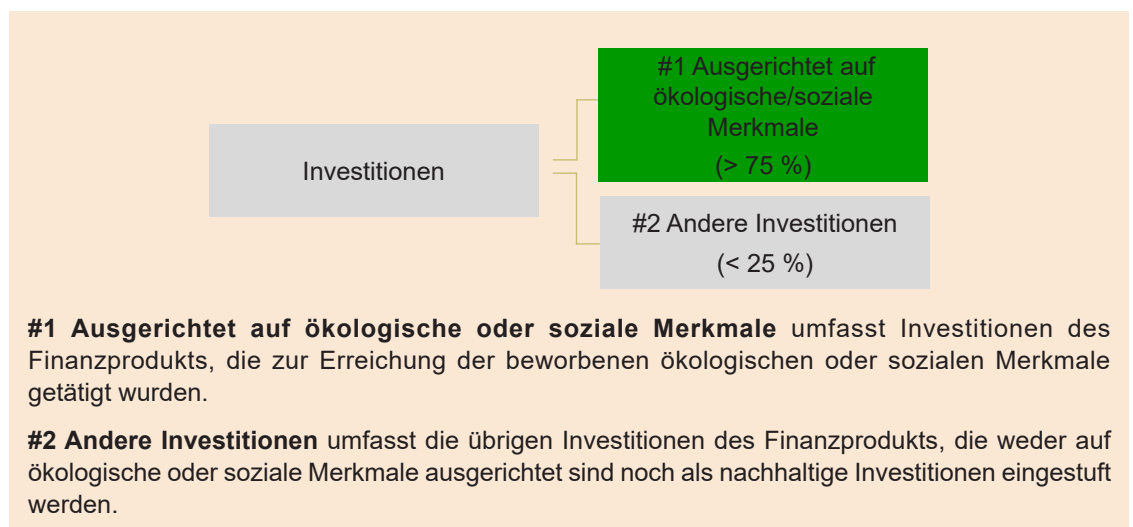 #1 Ausgerichtet auf
ökologische/soziale
Merkmale
(> 75 %)
Investitionen
#2 Andere Investitionen
(< 25 %)
#1 Ausgerichtet auf ökologische oder soziale Merkmale umfasst Investitionen des
Finanzprodukts, die zur Erreichung der beworbenen ökologischen oder sozialen Merkmale
getätigt wurden.
#2 Andere Investitionen umfasst die übrigen Investitionen des Finanzprodukts, die weder auf
ökologische oder soziale Merkmale ausgerichtet sind noch als nachhaltige Investitionen eingestuft
werden.